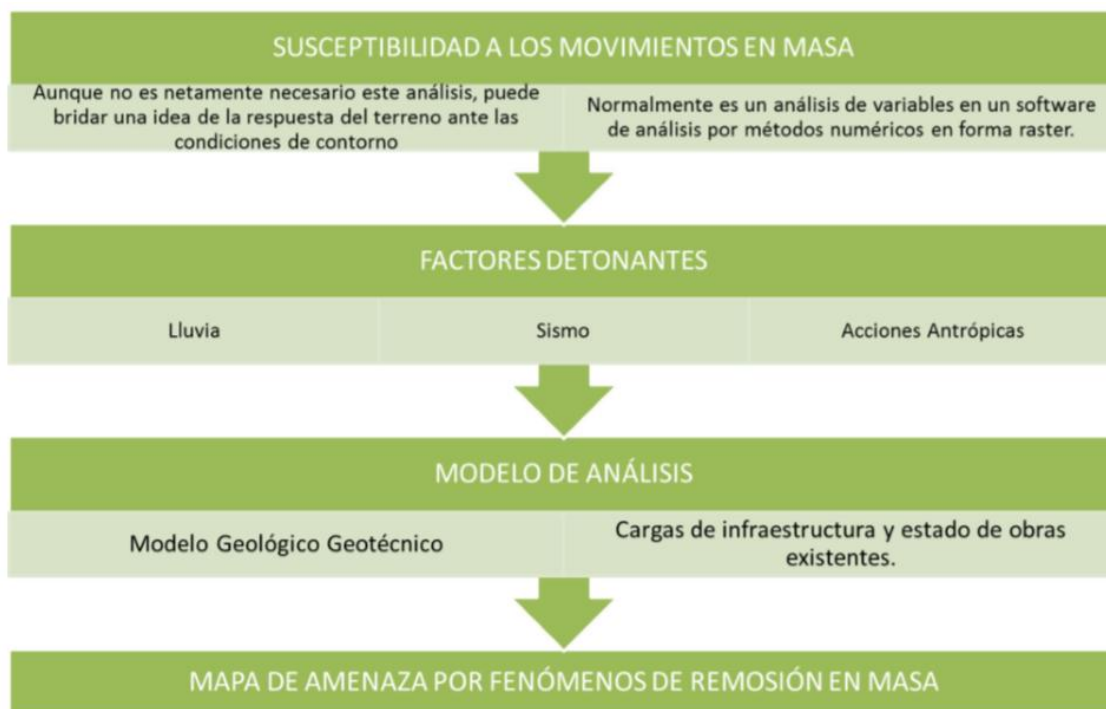 SUSCEPTIBILIDAD A LOS MOVIMIENTOS EN MASA
Aunque no es netamente necesario este análisis, puede
bridar una idea de la respuesta del terreno ante las
condiciones de contorno
Normalmente es un análisis de variables en un software
de análisis por métodos numéricos en forma raster.
FACTORES DETONANTES
Lluvia
Sismo
Acciones Antrópicas
MODELO DE ANÁLISIS
Modelo Geológico Geotécnico
Cargas de infraestructura y estado de obras
existentes.
MAPA DE AMENAZA POR FENÓMENOS DE REMOSIÓN EN MASA